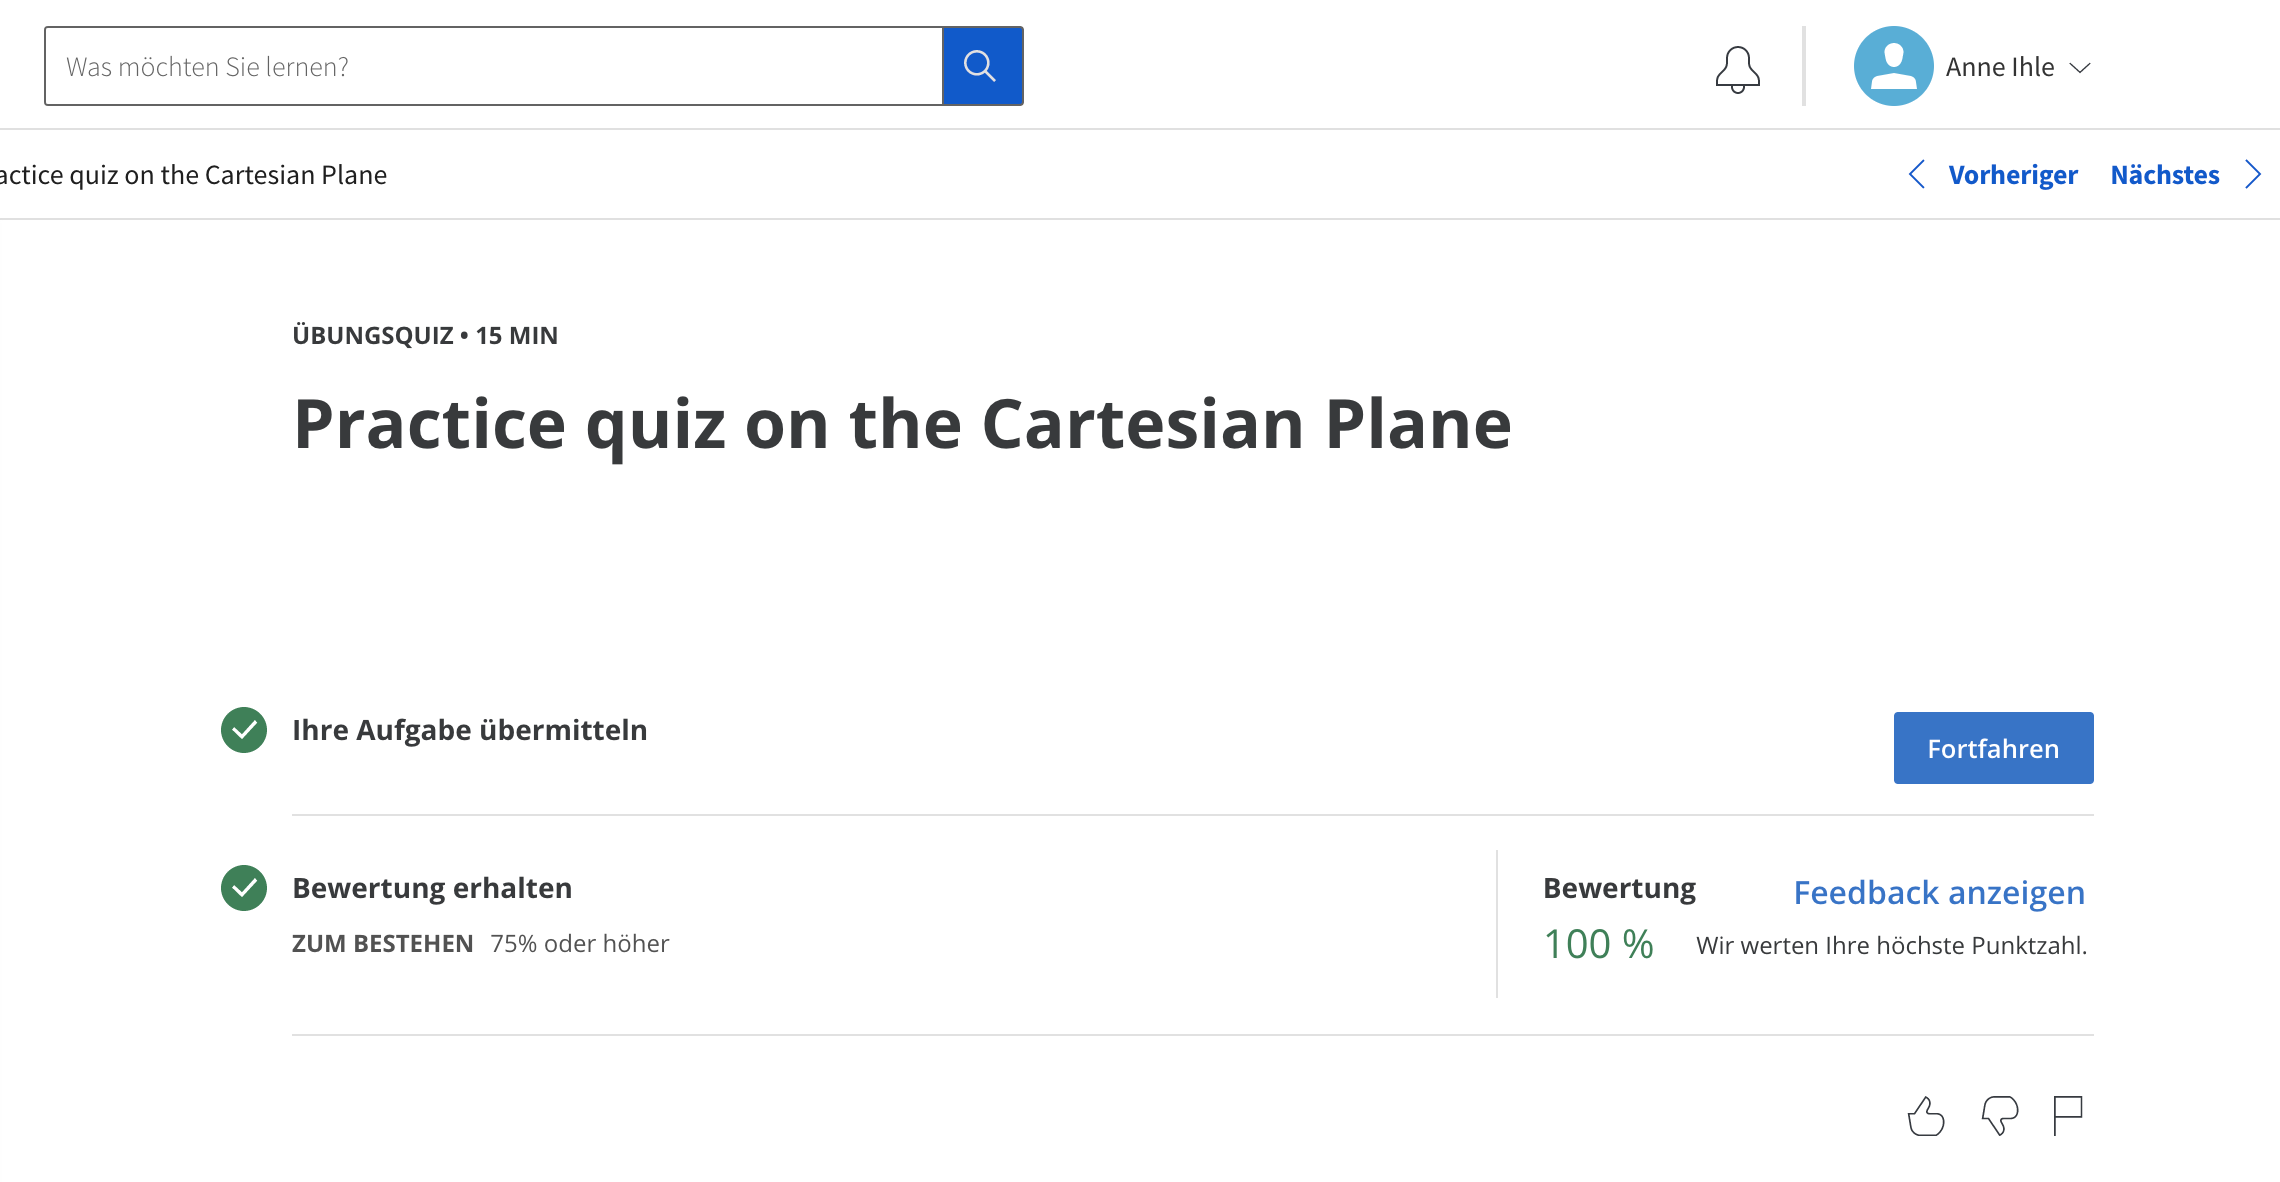 Was möchten Sie lernen?
Anne Ihle
actice quiz on the Cartesian Plane
Vorheriger
Nächstes
ÜBUNGSQUIZ • 15 MIN
Practice quiz on the Cartesian Plane
Ihre Aufgabe übermitteln
Fortfahren
Bewertung erhalten
ZUM BESTEHEN 75% oder höher
Bewertung
Feedback anzeigen
100 %
Wir werten Ihre höchste Punktzahl.